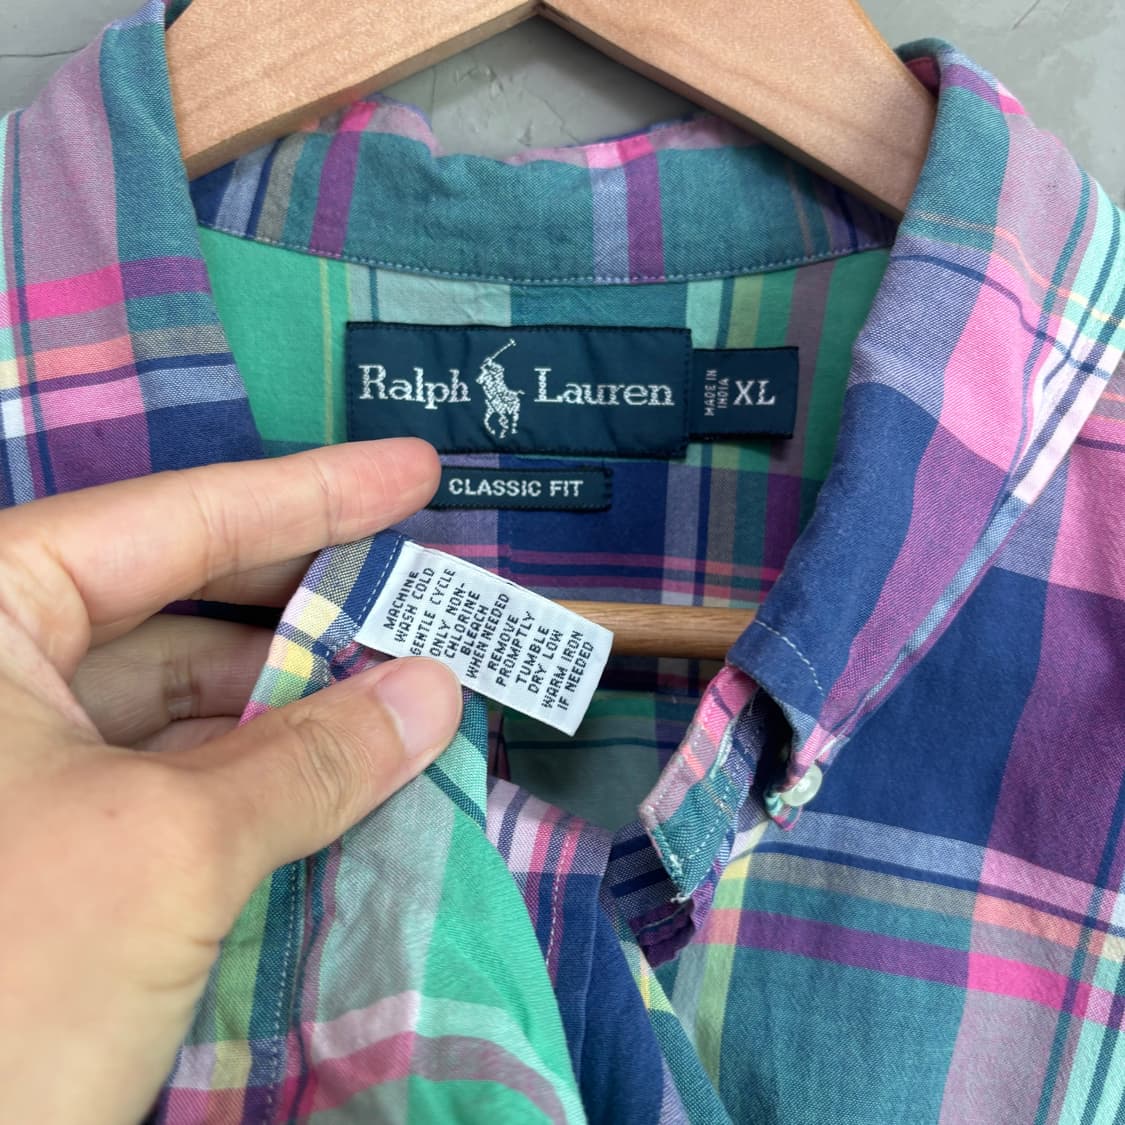 Ralph Lauren
MADE IN
INDIA
XL
CLASSIC FIT
MACHINE
WASH COLD
GENTLE CYCLE
ONLY NON-
CHLORINE
BLEACH
WHEN NEEDED
REMOVE
PROMPTLY
TUMBLE
DRY LOW
WARM IRON
IF NEEDED